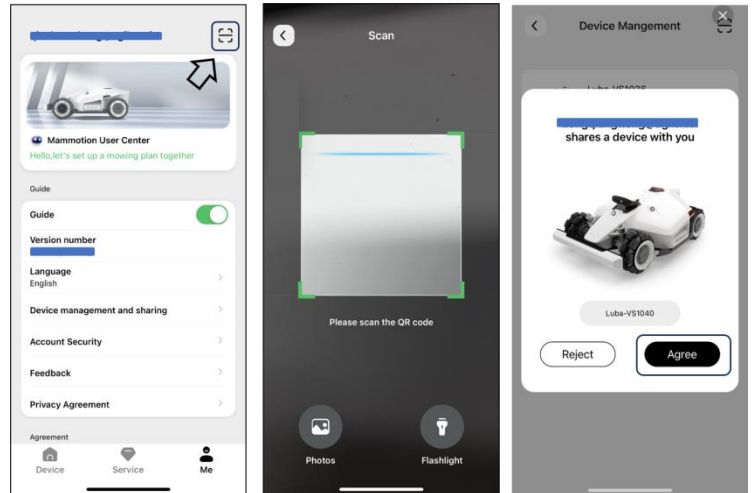 Mammotion User Center
Hello,let's set up a mowing plan together
Guide
Guide
Version number
Language
English
Device management and sharing
Account Security
Feedback
Privacy Agreement
Agreement
Device
Service
Me
Scan
Please scan the QR code
Photos
Flashlight
Device Mangement
shares a device with you
Luba-VS1040
Reject
Agree